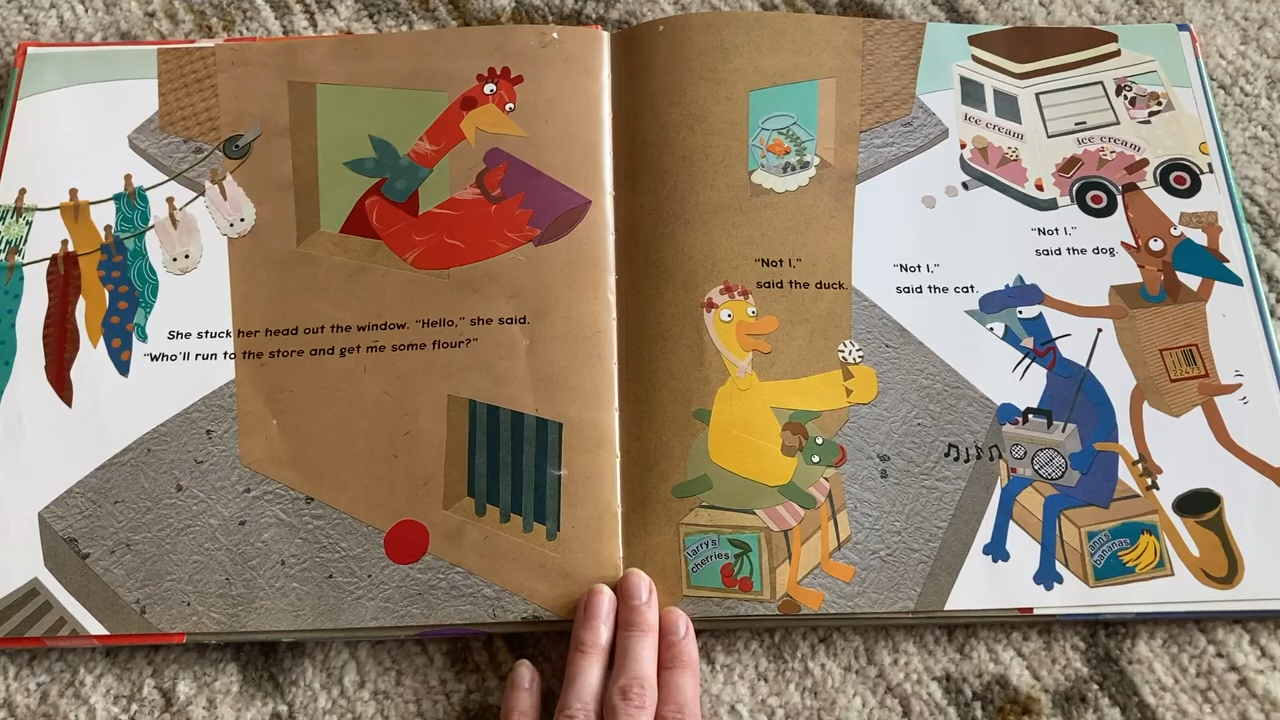 She stuck her head out the window. "Hello," she said.
"Who'll run to the store and get me some flour?"
"Not I,"
said the duck.
larry's
cherries
"Not I,"
said the cat.
"Not I,"
said the dog.
ice cream
ice cream
22473
ann's
bananas